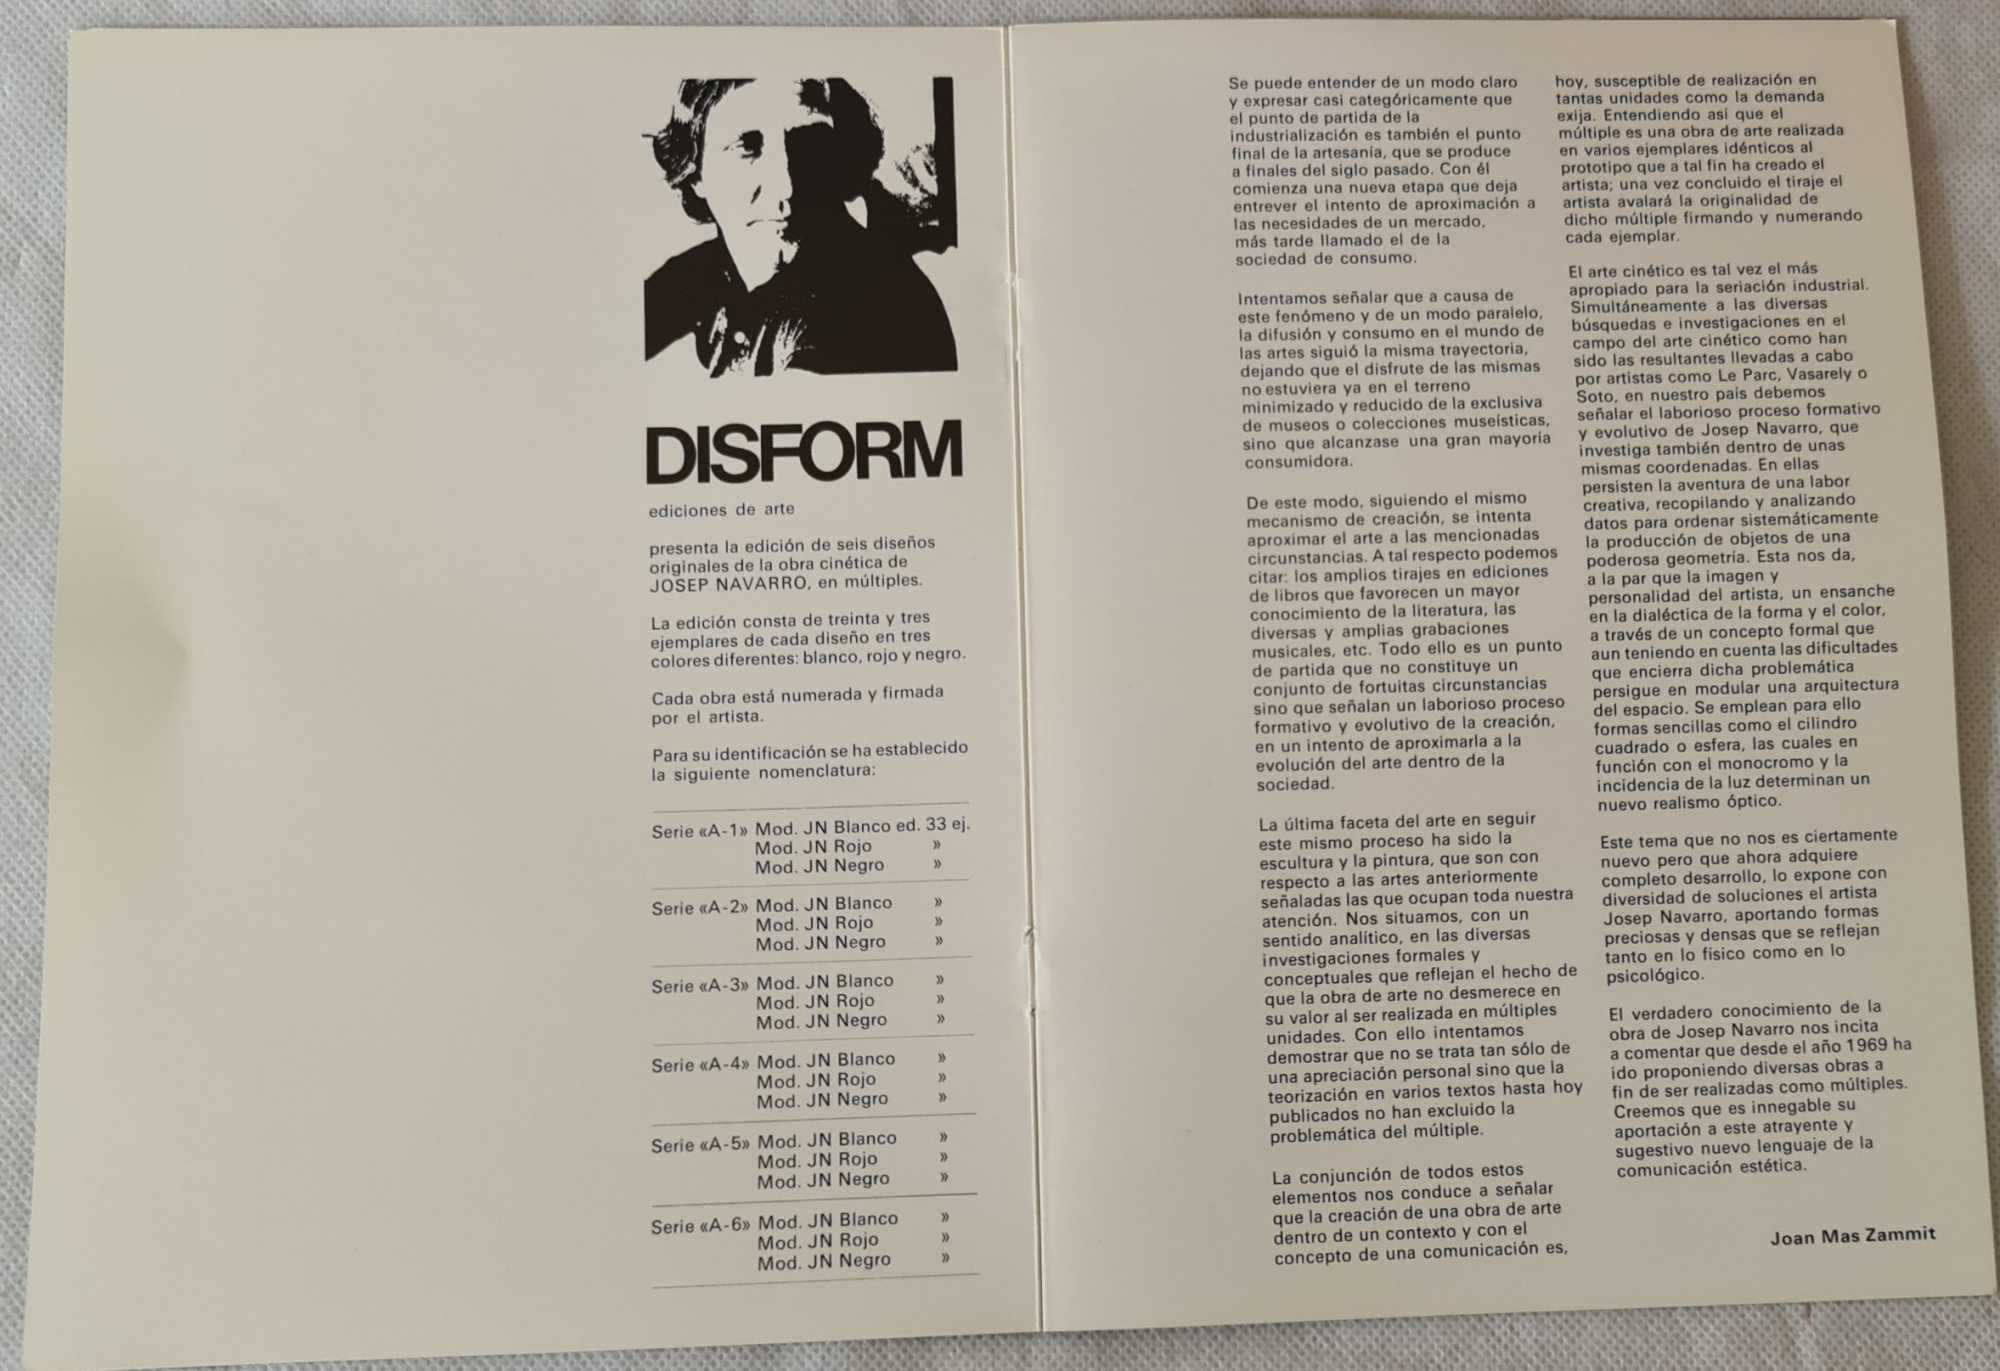 DISFORM
ediciones de arte
presenta la edición de seis diseños
originales de la obra cinética de
JOSEP NAVARRO, en múltiples.
La edición consta de treinta y tres
ejemplares de cada diseño en tres
colores diferentes: blanco, rojo y negro.
Cada obra está numerada y firmada
por el artista.
Para su identificación se ha establecido
la siguiente nomenclatura:
Serie «A-1» Mod. JN Blanco ed. 33 ej.
Mod. JN Rojo »
Mod. JN Negro »
Serie «A-2» Mod. JN Blanco »
Mod. JN Rojo »
Mod. JN Negro »
Serie «A-3» Mod. JN Blanco »
Mod. JN Rojo »
Mod. JN Negro »
Serie «A-4» Mod. JN Blanco »
Mod. JN Rojo »
Mod. JN Negro »
Serie «A-5» Mod. JN Blanco »
Mod. JN Rojo »
Mod. JN Negro »
Serie «A-6» Mod. JN Blanco »
Mod. JN Rojo »
Mod. JN Negro »
Se puede entender de un modo claro
y expresar casi categóricamente que
el punto de partida de la
industrialización es también el punto
final de la artesanía, que se produce
a finales del siglo pasado. Con él
comienza una nueva etapa que deja
entrever el intento de aproximación a
las necesidades de un mercado,
más tarde llamado el de la
sociedad de consumo.
Intentamos señalar que a causa de
este fenómeno y de un modo paralelo,
la difusión y consumo en el mundo de
las artes siguió la misma trayectoria,
dejando que el disfrute de las mismas
no estuviera ya en el terreno
minimizado y reducido de la exclusiva
de museos o colecciones museísticas,
sino que alcanzase una gran mayoría
consumidora.
De este modo, siguiendo el mismo
mecanismo de creación, se intenta
aproximar el arte a las mencionadas
circunstancias. A tal respecto podemos
citar: los amplios tirajes en ediciones
de libros que favorecen un mayor
conocimiento de la literatura, las
diversas y amplias grabaciones
musicales, etc. Todo ello es un punto
de partida que no constituye un
conjunto de fortuitas circunstancias
sino que señalan un laborioso proceso
formativo y evolutivo de la creación,
en un intento de aproximarla a la
evolución del arte dentro de la
sociedad.
La última faceta del arte en seguir
este mismo proceso ha sido la
escultura y la pintura, que son con
respecto a las artes anteriormente
señaladas las que ocupan toda nuestra
atención. Nos situamos, con un
sentido analítico, en las diversas
investigaciones formales y
conceptuales que reflejan el hecho de
que la obra de arte no desmerece en
su valor al ser realizada en múltiples
unidades. Con ello intentamos
demostrar que no se trata tan sólo de
una apreciación personal sino que la
teorización en varios textos hasta hoy
publicados no han excluido la
problemática del múltiple.
La conjunción de todos estos
elementos nos conduce a señalar
que la creación de una obra de arte
dentro de un contexto y con el
concepto de una comunicación es,
hoy, susceptible de realización en
tantas unidades como la demanda
exija. Entendiendo así que el
múltiple es una obra de arte realizada
en varios ejemplares idénticos al
prototipo que a tal fin ha creado el
artista; una vez concluido el tiraje el
artista avalará la originalidad de
dicho múltiple firmando y numerando
cada ejemplar.
El arte cinético es tal vez el más
apropiado para la seriación industrial.
Simultáneamente a las diversas
búsquedas e investigaciones en el
campo del arte cinético como han
sido las resultantes llevadas a cabo
por artistas como Le Parc, Vasarely o
Soto, en nuestro país debemos
señalar el laborioso proceso formativo
y evolutivo de Josep Navarro, que
investiga también dentro de unas
mismas coordenadas. En ellas
persisten la aventura de una labor
creativa, recopilando y analizando
datos para ordenar sistemáticamente
la producción de objetos de una
poderosa geometría. Esta nos da,
a la par que la imagen y
personalidad del artista, un ensanche
en la dialéctica de la forma y el color,
a través de un concepto formal que
aun teniendo en cuenta las dificultades
que encierra dicha problemática
persigue en modular una arquitectura
del espacio. Se emplean para ello
formas sencillas como el cilindro
cuadrado o esfera, las cuales en
función con el monocromo y la
incidencia de la luz determinan un
nuevo realismo óptico.
Este tema que no nos es ciertamente
nuevo pero que ahora adquiere
completo desarrollo, lo expone con
diversidad de soluciones el artista
Josep Navarro, aportando formas
preciosas y densas que se reflejan
tanto en lo físico como en lo
psicológico.
El verdadero conocimiento de la
obra de Josep Navarro nos incita
a comentar que desde el año 1969 ha
ido proponiendo diversas obras a
fin de ser realizadas como múltiples.
Creemos que es innegable su
aportación a este atrayente y
sugestivo nuevo lenguaje de la
comunicación estética.
Joan Mas Zammit